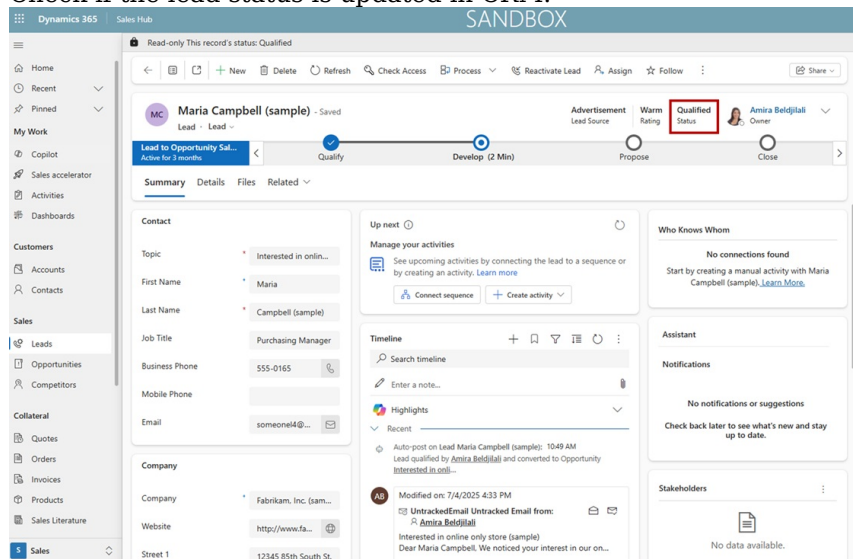 Check if the lead status is updated in CRM.
Dynamics 365 Sales Hub SANDBOX
Read-only This record's status: Qualified
New Delete Refresh Check Access Process Reactivate Lead Assign Follow Share
MC Maria Campbell (sample) - Saved
Lead · Lead
Advertisement
Lead Source
Warm
Rating
Qualified
Status
Amira Beldjilali
Owner
Lead to Opportunity Sal...
Active for 3 months
Qualify
Develop (2 Min)
Propose
Close
Summary Details Files Related
Home
Recent
Pinned
My Work
Copilot
Sales accelerator
Activities
Dashboards
Customers
Accounts
Contacts
Sales
Leads
Opportunities
Competitors
Collateral
Quotes
Orders
Invoices
Products
Sales Literature
S Sales
Contact
Topic * Interested in onlin...
First Name * Maria
Last Name * Campbell (sample)
Job Title Purchasing Manager
Business Phone 555-0165
Mobile Phone
Email someone14@...
Company
Company * Fabrikam, Inc. (sam...
Website http://www.fa...
Street 1 12345 85th South St.
Up next
Manage your activities
See upcoming activities by connecting the lead to a sequence or
by creating an activity. Learn more
Connect sequence Create activity
Timeline
Search timeline
Enter a note...
Highlights
Recent
Auto-post on Lead Maria Campbell (sample): 10:49 AM
Lead qualified by Amira Beldjilali and converted to Opportunity
Interested in onli...
AB Modified on: 7/4/2025 4:33 PM
UntrackedEmail Untracked Email from:
Amira Beldjilali
Interested in online only store (sample)
Dear Maria Campbell, We noticed your interest in our on...
Who Knows Whom
No connections found
Start by creating a manual activity with Maria
Campbell (sample). Learn More.
Assistant
Notifications
No notifications or suggestions
Check back later to see what's new and stay
up to date.
Stakeholders
No data available.